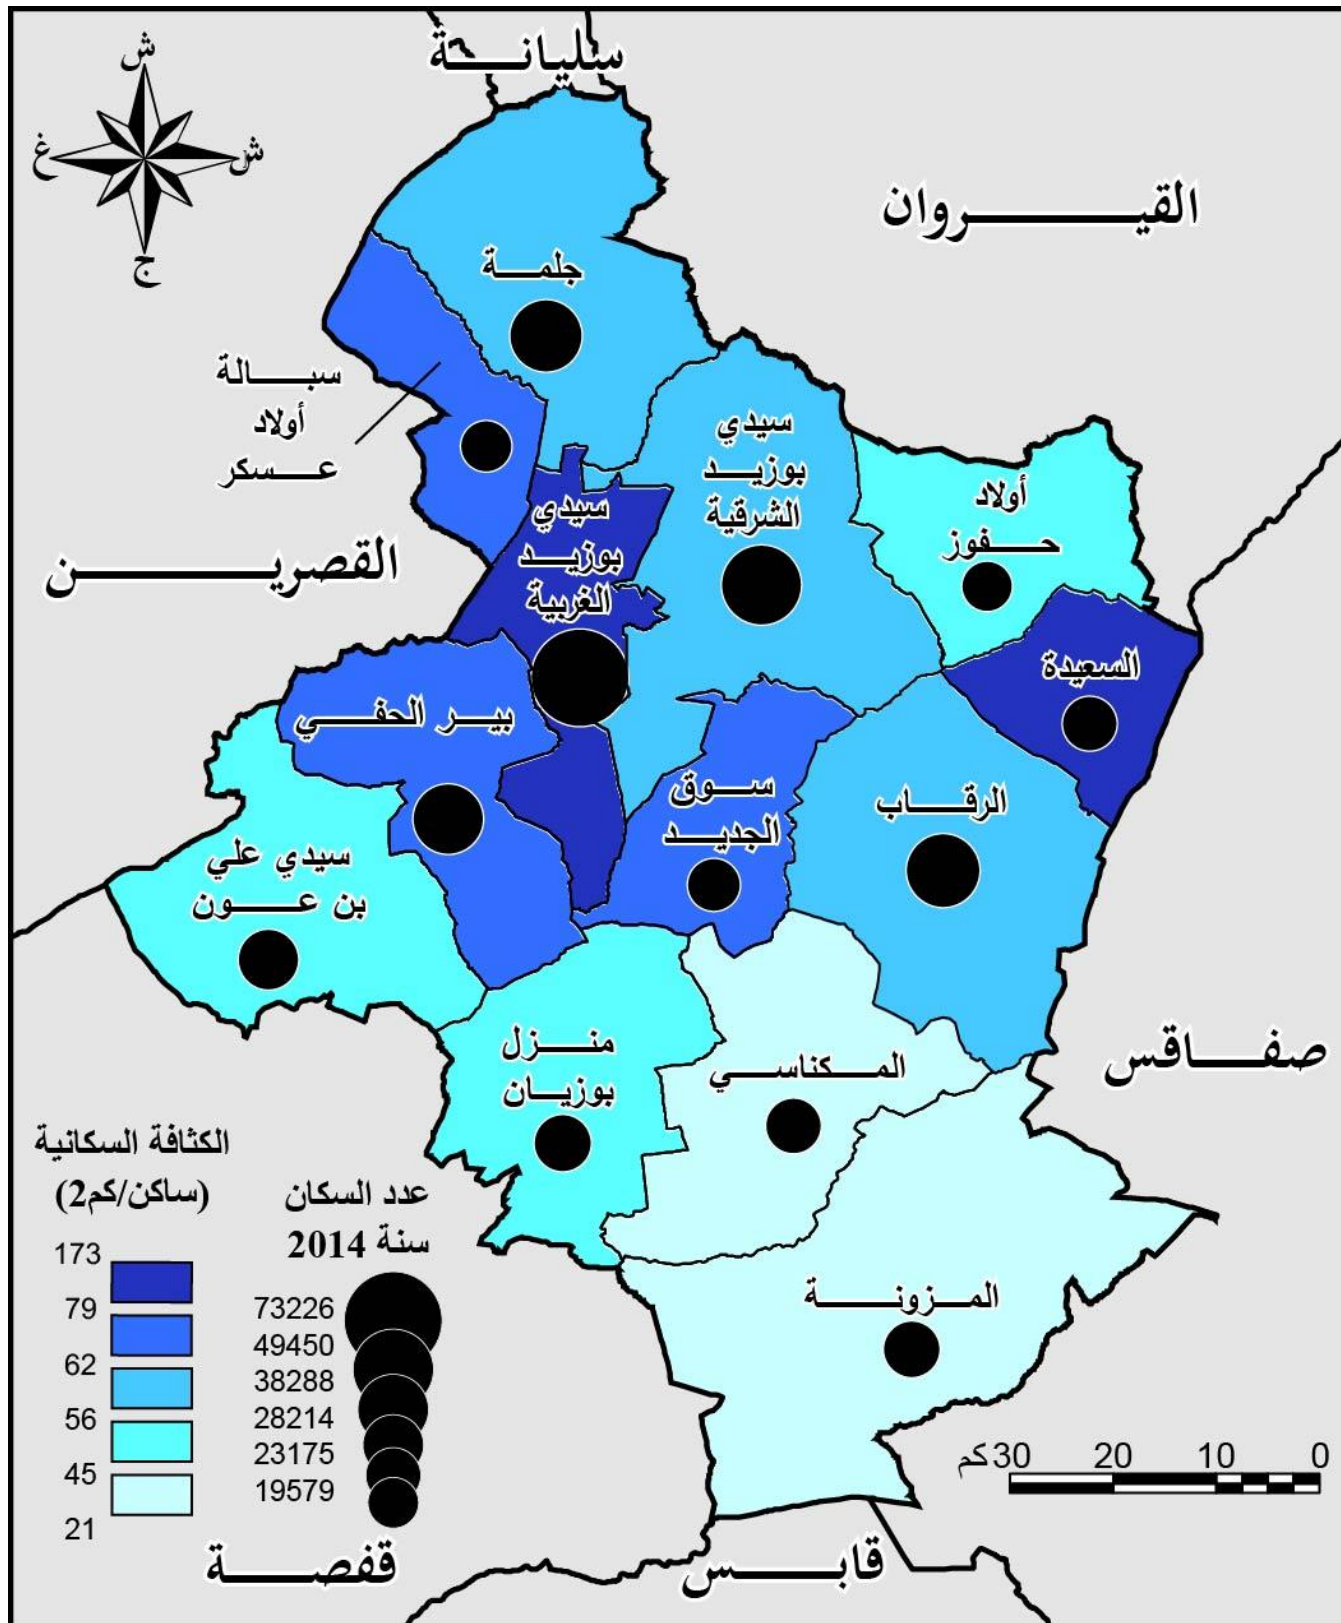 سليانة
ش
غ
ش
ج
القيروان
جلمة
سبالة
أولاد
عسكر
سيدي
بوزيد
الشرقية
أولاد
حفوز
سيدي
بوزيد
الغربية
القصرين
السعيدة
بير الحفي
سوق
الجديد
الرقاب
سيدي علي
بن عون
منزل
بوزيان
المكناسي
صفاقس
المزونة
الكثافة السكانية
(ساكن/كم2)
173
79
62
56
45
21
عدد السكان
سنة 2014
73226
49450
38288
28214
23175
19579
كم 30 20 10 0
قفصة
قابس